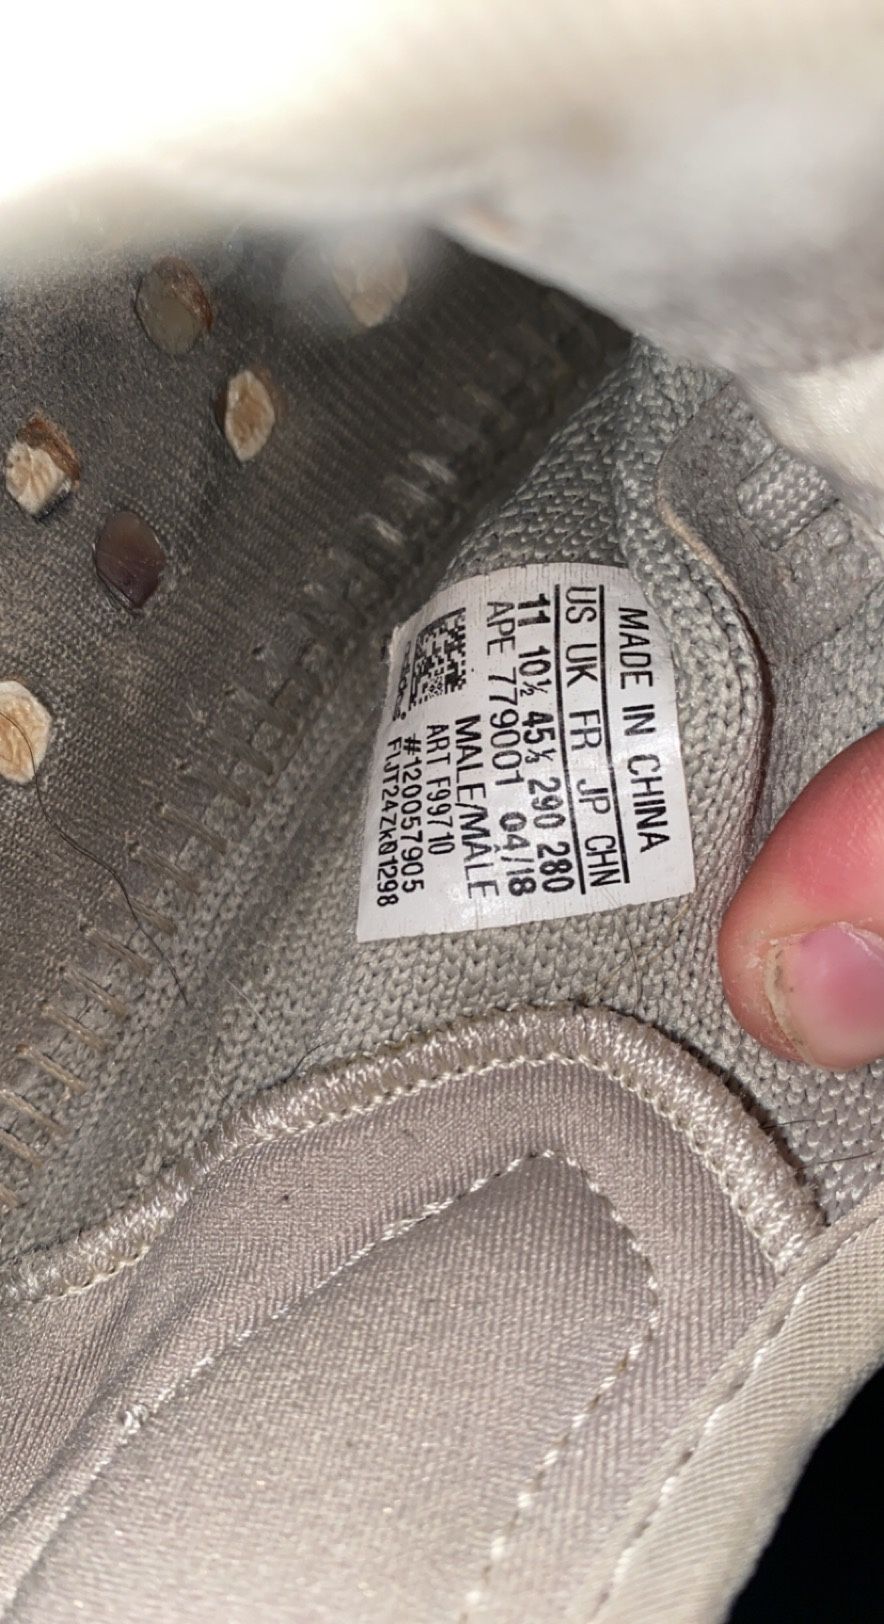 MADE IN CHINA
US UK FR JP CHN
11 10½ 45⅓ 290 280
APE 779001 04/18
MALE/MÂLE
ART F99710
#120057905